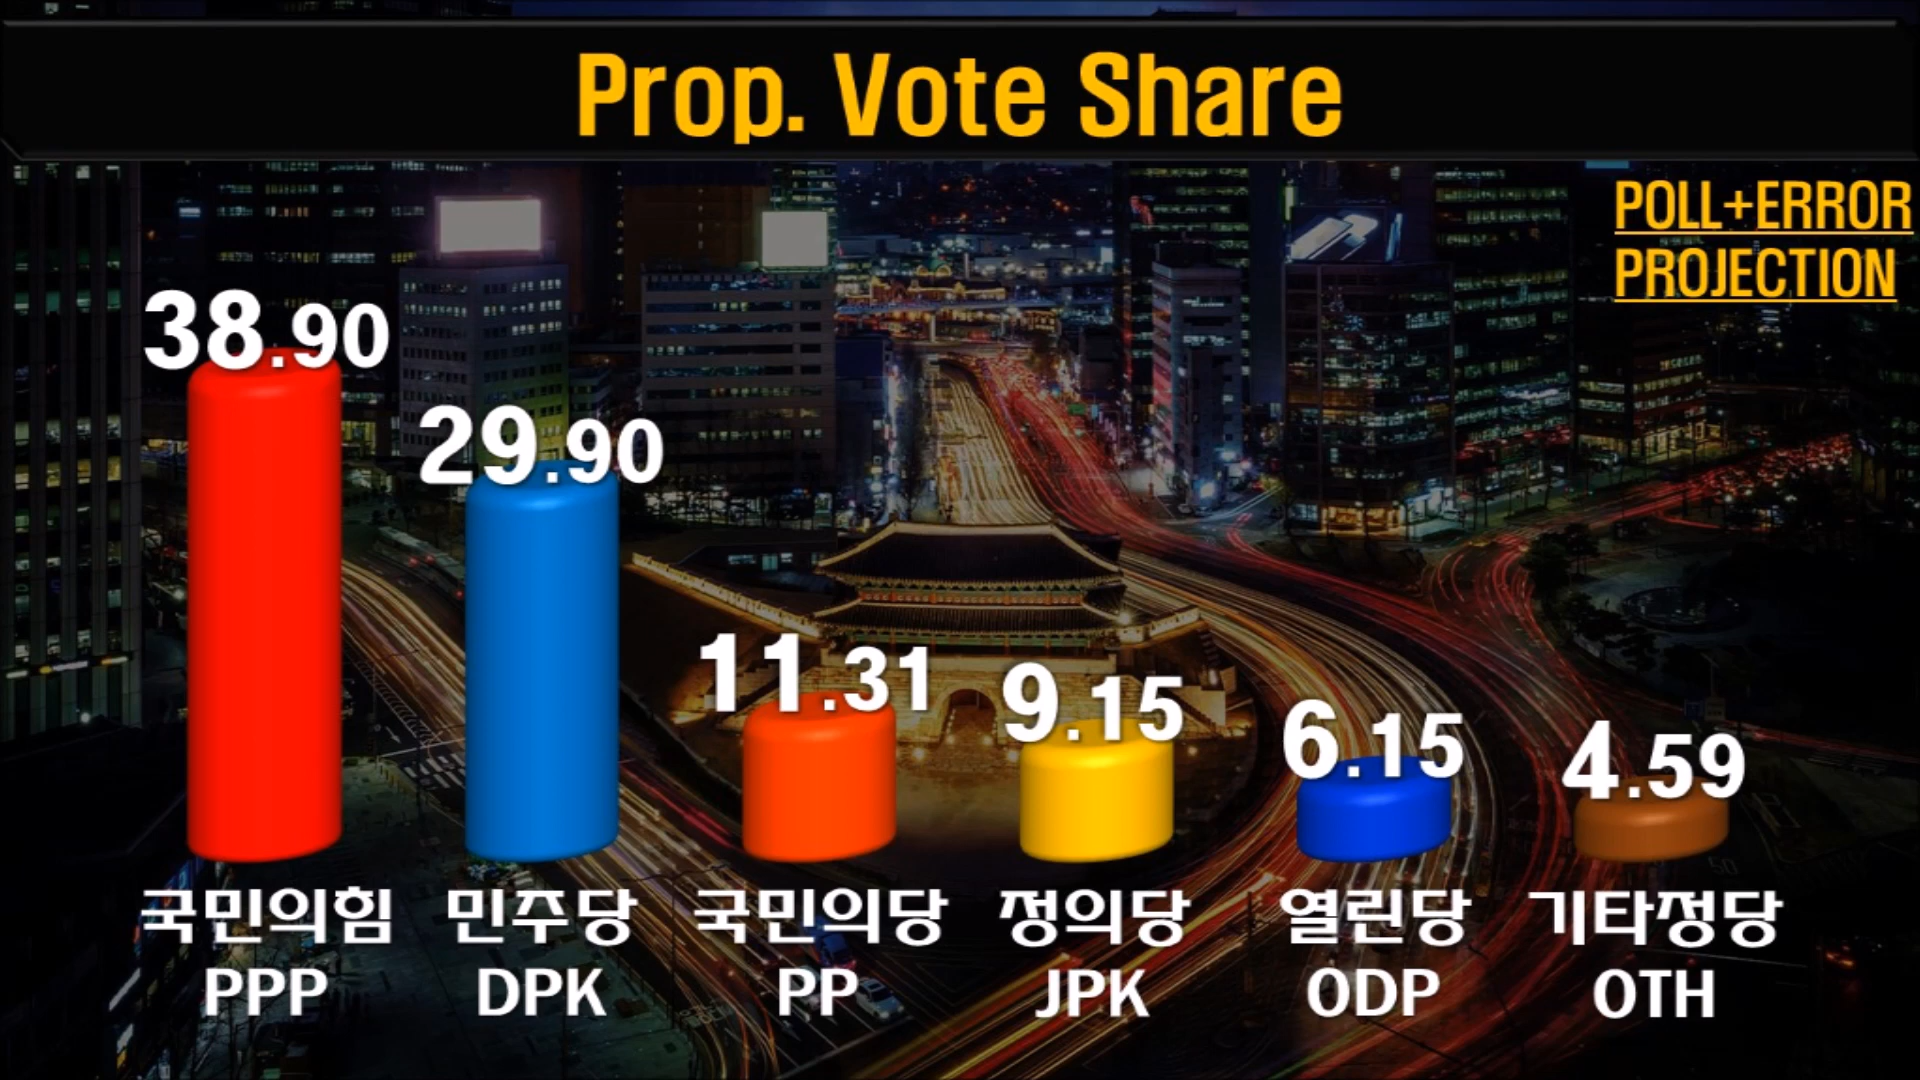 Prop. Vote Share
POLL+ERROR
PROJECTION
38.90
29.90
11.31
9.15
6.15
4.59
국민의힘 민주당 국민의당 정의당 열린당 기타정당
PPP DPK PP JPK ODP OTH